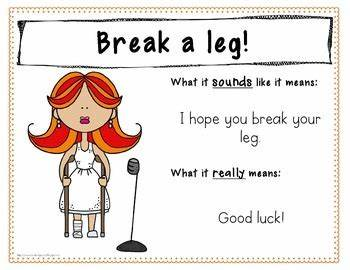 Break a leg!
What it sounds like it means:
I hope you break your
leg.
What it really means:
Good luck!